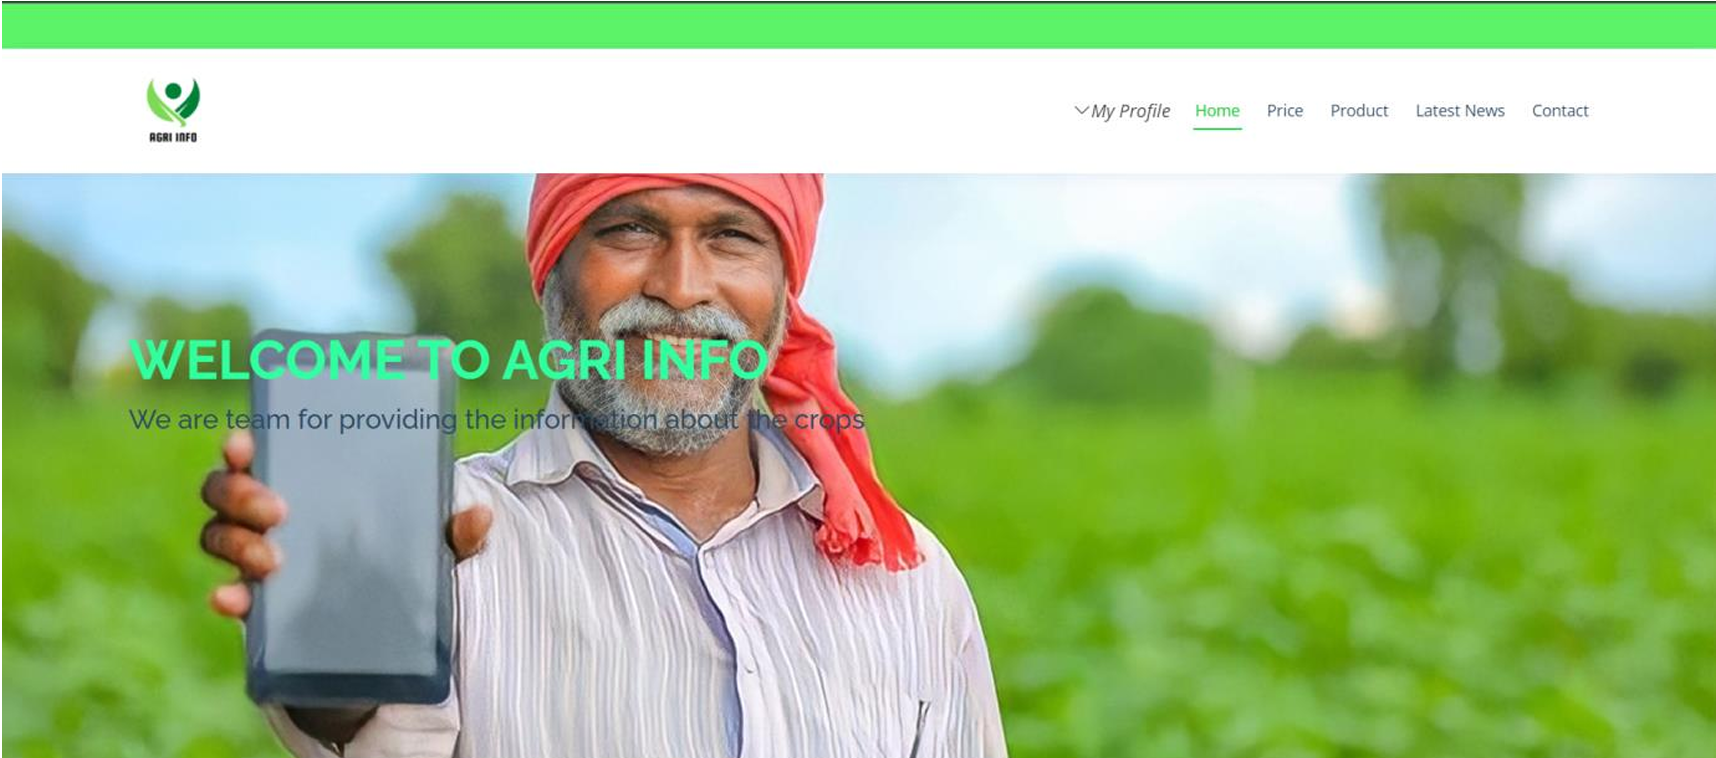 AGRI INFO
My Profile Home Price Product Latest News Contact
WELCOME TO AGRI INFO
We are team for providing the information about the crops